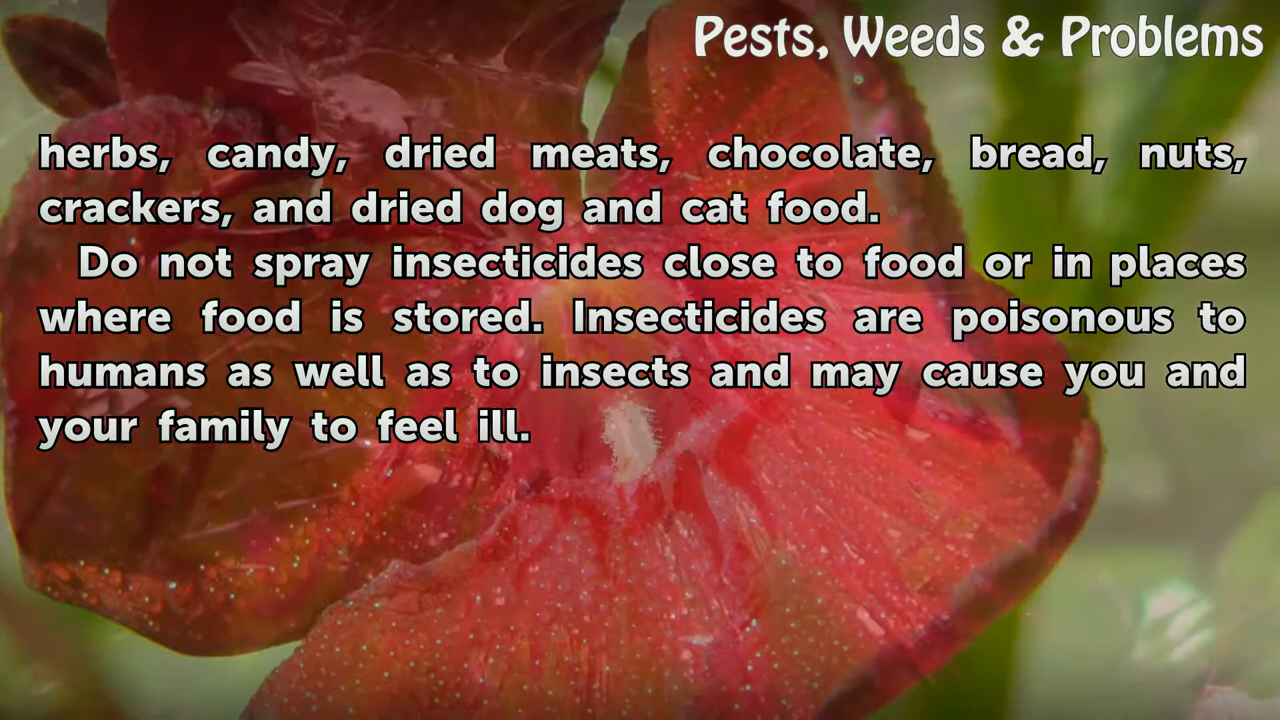 Pests, Weeds & Problems
herbs, candy, dried meats, chocolate, bread, nuts,
crackers, and dried dog and cat food.
Do not spray insecticides close to food or in places
where food is stored. Insecticides are poisonous to
humans as well as to insects and may cause you and
your family to feel ill.